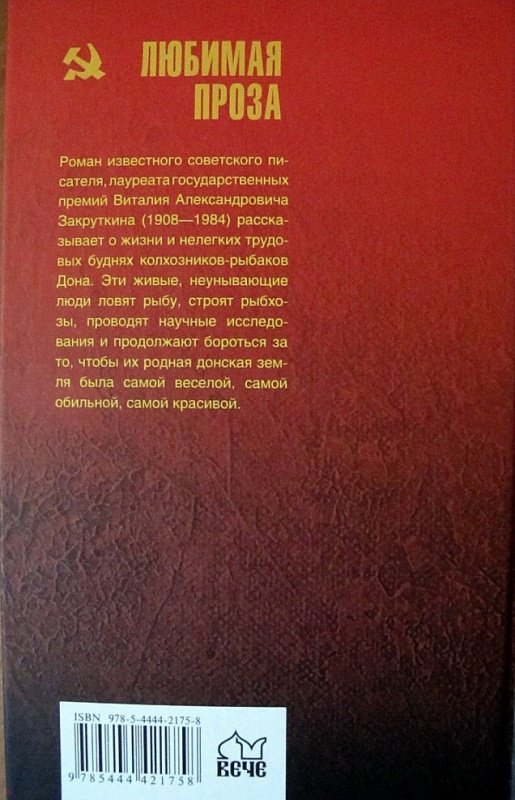 ЛЮБИМАЯ
ПРОЗА
Роман известного советского пи-
сателя, лауреата государственных
премий Виталия Александровича
Закруткина (1908—1984) расска-
зывает о жизни и нелегких трудо-
вых буднях колхозников-рыбаков
Дона. Эти живые, неунывающие
люди ловят рыбу, строят рыбхо-
зы, проводят научные исследо-
вания и продолжают бороться за
то, чтобы их родная донская зем-
ля была самой веселой, самой
обильной, самой красивой.
ISBN 978-5-4444-2175-8
9 785444 421758
ВЕЧЕ